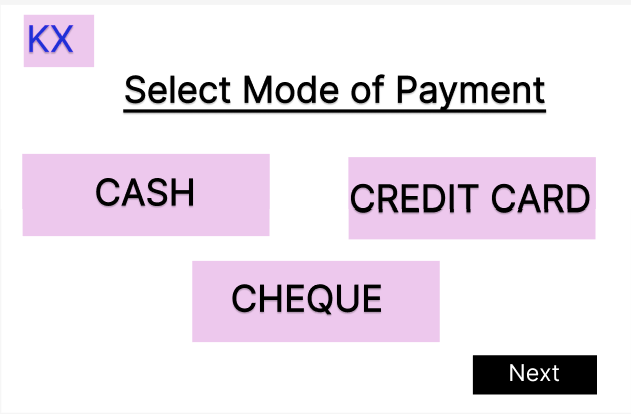 KX
Select Mode of Payment
CASH
CREDIT CARD
CHEQUE
Next